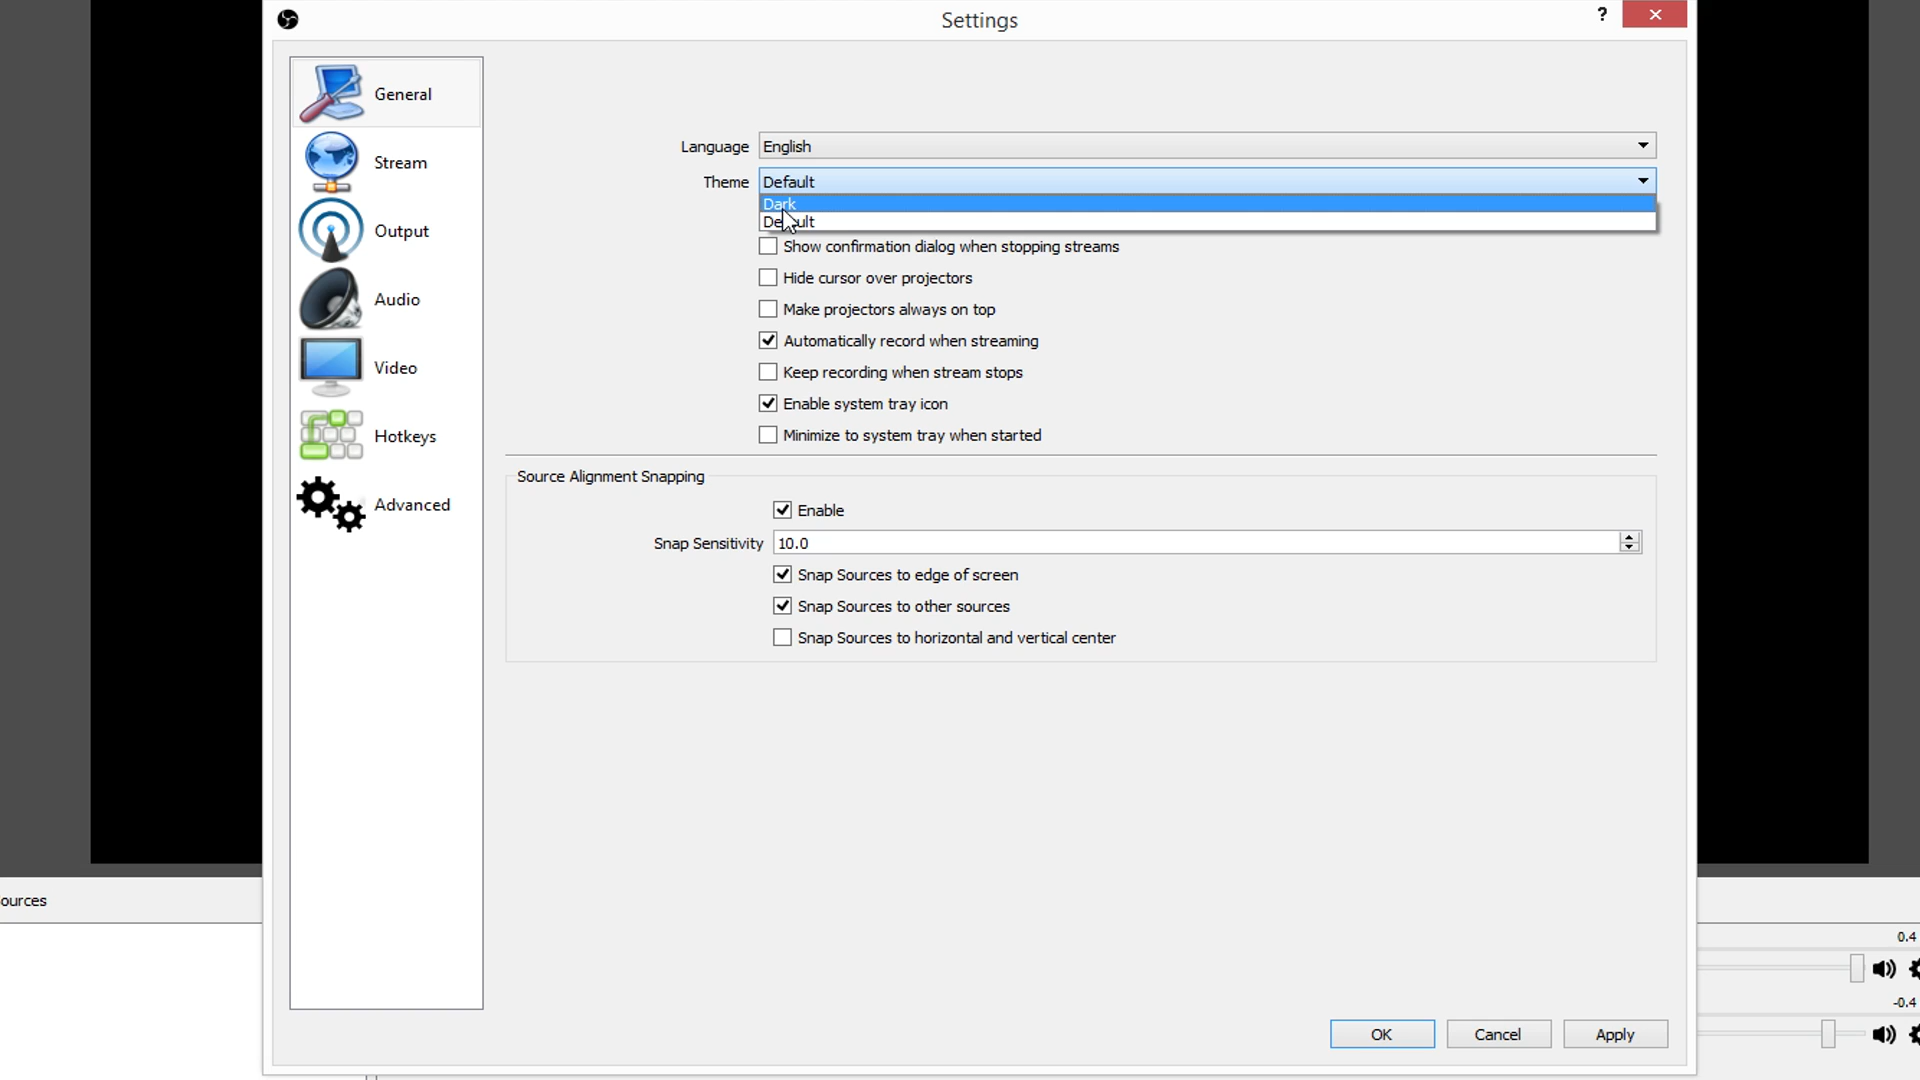 Settings
?
General
Stream
Output
Audio
Video
Hotkeys
Advanced
Language English
Theme Default
Dark
Show confirmation dialog when stopping streams
Hide cursor over projectors
Make projectors always on top
Automatically record when streaming
Keep recording when stream stops
Enable system tray icon
Minimize to system tray when started
Source Alignment Snapping
Enable
Snap Sensitivity 10.0
Snap Sources to edge of screen
Snap Sources to other sources
Snap Sources to horizontal and vertical center
OK Cancel Apply
ources
0.4
-0.4